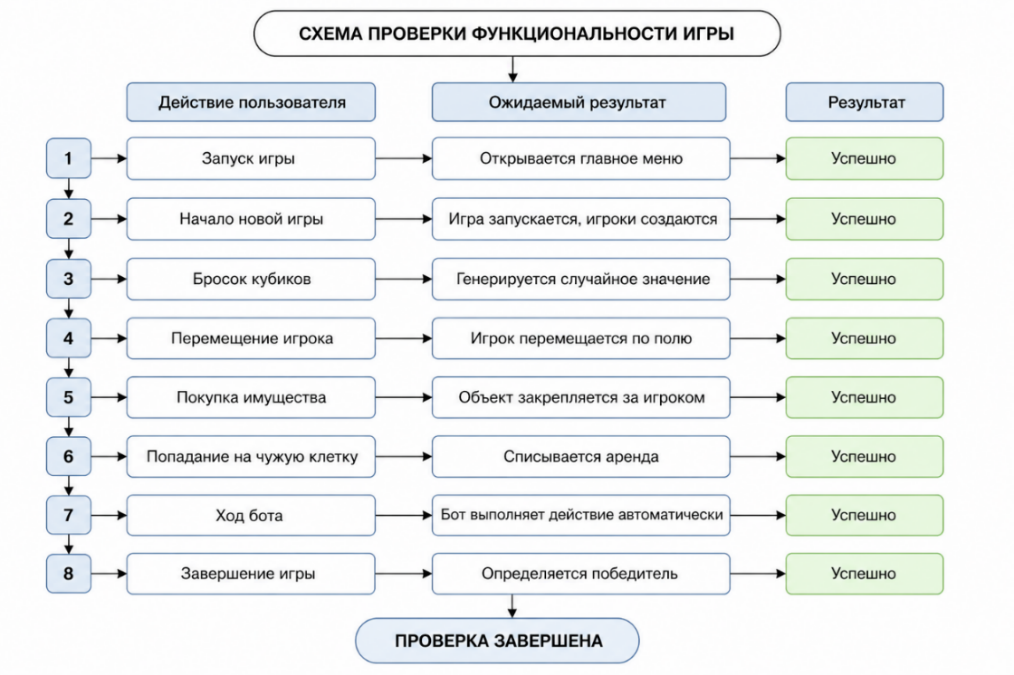 СХЕМА ПРОВЕРКИ ФУНКЦИОНАЛЬНОСТИ ИГРЫ
Действие пользователя Ожидаемый результат Результат
1 Запуск игры Открывается главное меню Успешно
2 Начало новой игры Игра запускается, игроки создаются Успешно
3 Бросок кубиков Генерируется случайное значение Успешно
4 Перемещение игрока Игрок перемещается по полю Успешно
5 Покупка имущества Объект закрепляется за игроком Успешно
6 Попадание на чужую клетку Списывается аренда Успешно
7 Ход бота Бот выполняет действие автоматически Успешно
8 Завершение игры Определяется победитель Успешно
ПРОВЕРКА ЗАВЕРШЕНА